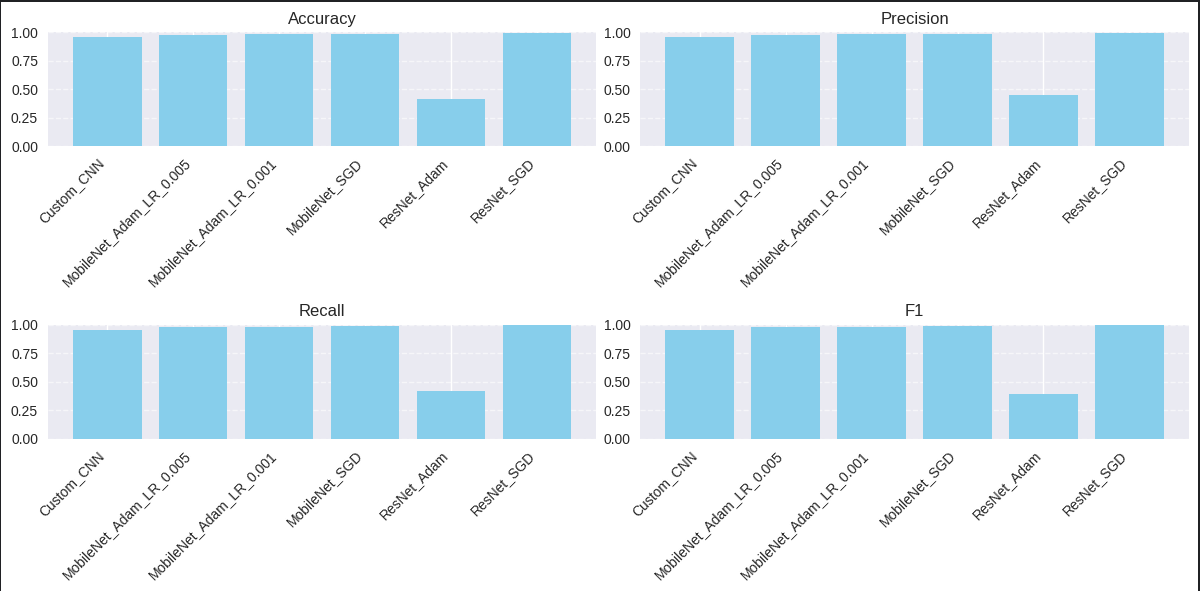 Accuracy
1.00
0.75
0.50
0.25
0.00
Custom_CNN
MobileNet_Adam_LR_0.005
MobileNet_Adam_LR_0.001
MobileNet_SGD
ResNet_Adam
ResNet_SGD
Precision
1.00
0.75
0.50
0.25
0.00
Custom_CNN
MobileNet_Adam_LR_0.005
MobileNet_Adam_LR_0.001
MobileNet_SGD
ResNet_Adam
ResNet_SGD
Recall
1.00
0.75
0.50
0.25
0.00
Custom_CNN
MobileNet_Adam_LR_0.005
MobileNet_Adam_LR_0.001
MobileNet_SGD
ResNet_Adam
ResNet_SGD
F1
1.00
0.75
0.50
0.25
0.00
Custom_CNN
MobileNet_Adam_LR_0.005
MobileNet_Adam_LR_0.001
MobileNet_SGD
ResNet_Adam
ResNet_SGD